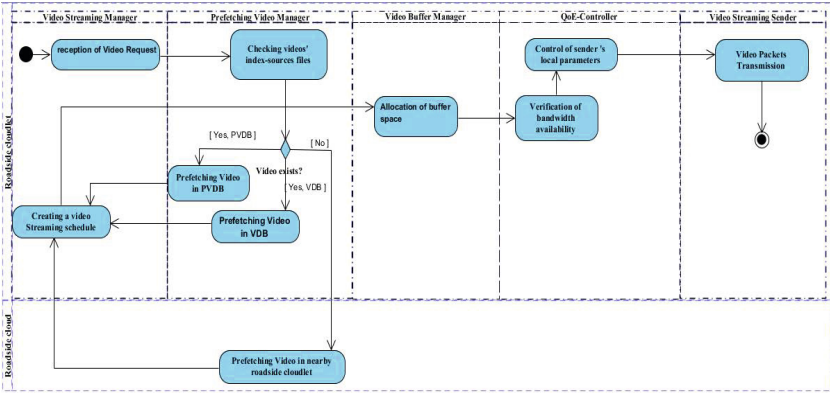 Video Streaming Manager
Prefetching Video Manager
Video Buffer Manager
QoE-Controller
Video Streaming Sender
Roadside cloudlet
reception of Video Request
Checking videos'
index-sources files
Control of sender 's
local parameters
Video Packets
Transmission
Allocation of buffer
space
Verification of
bandwidth
availability
[ Yes, PVDB ]
[ No ]
Video exists?
[ Yes, VDB ]
Prefetching Video
in PVDB
Creating a video
Streaming schedule
Prefetching Video
in VDB
Roadside cloud
Prefetching Video in nearby
roadside cloudlet